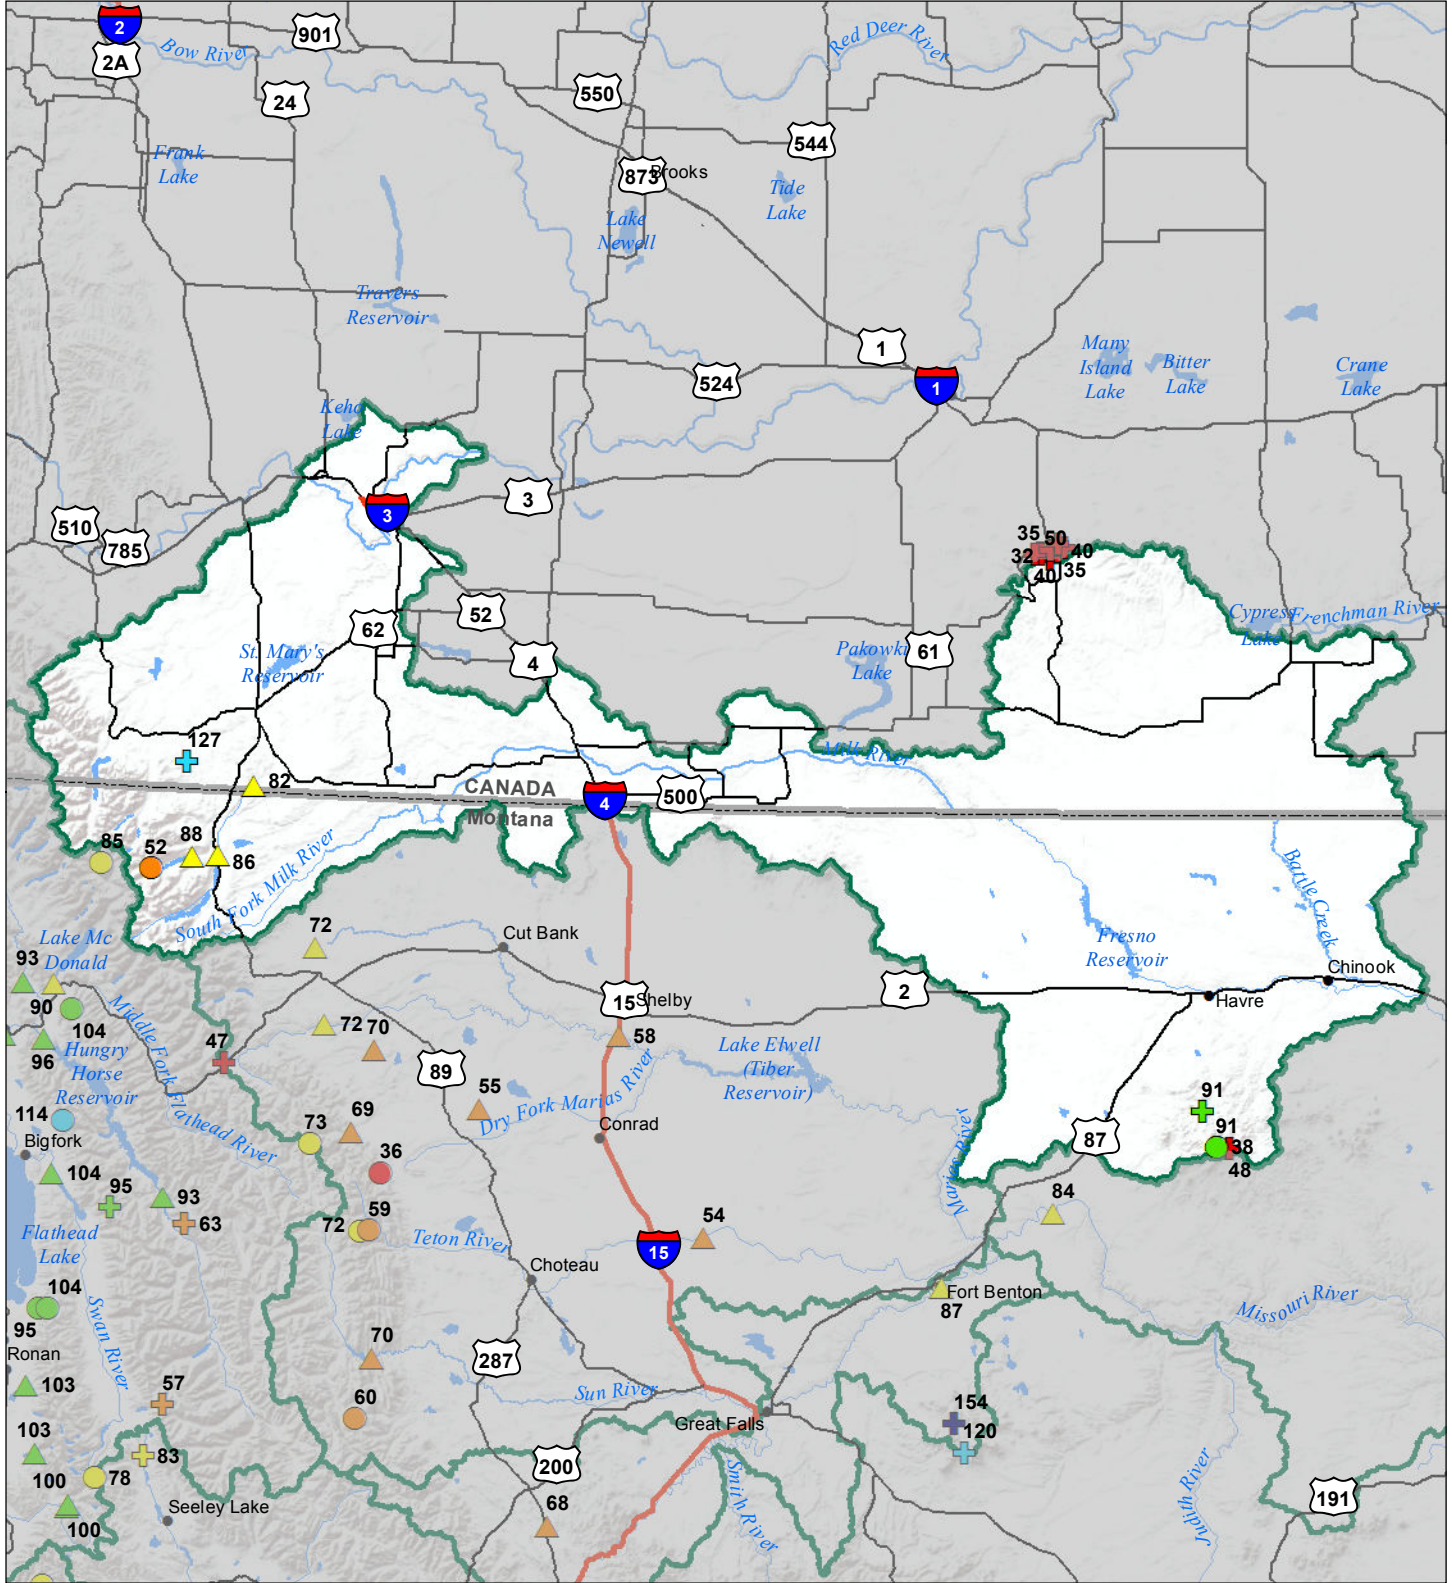 2
901
Bow River
Red Deer River
2A
24
550
544
Frank
Lake
873
Brooks
Tide
Lake
Lake
Newell
Travers
Reservoir
1
524
1
Many
Island
Lake
Bitter
Lake
Crane
Lake
Keho
Lake
3
3
510
785
35
50
32
40
40
35
62
52
4
61
Cypress
Lake
Frenchman River
St. Mary's
Reservoir
Pakowki
Lake
127
Milk River
82
CANADA
Montana
4
500
85
52
88
86
South Fork Milk River
Battle Creek
72
Cut Bank
Lake Mc
Donald
Fresno
Reservoir
Chinook
93
90
104
Middle Fork Flathead River
15
Shelby
2
Havre
96
Hungry
Horse
Reservoir
47
72
70
58
Lake Elwell
(Tiber
Reservoir)
89
55
Dry Fork Marias River
114
Bigfork
73
69
36
Conrad
Marias River
91
91
38
48
87
104
95
93
63
72
59
Teton River
54
84
Flathead
Lake
15
Choteau
104
95
Swan River
Fort Benton
87
Missouri River
Ronan
103
70
287
57
60
Sun River
Great Falls
154
120
103
83
78
200
Smith River
Judith River
100
100
Seeley Lake
68
191